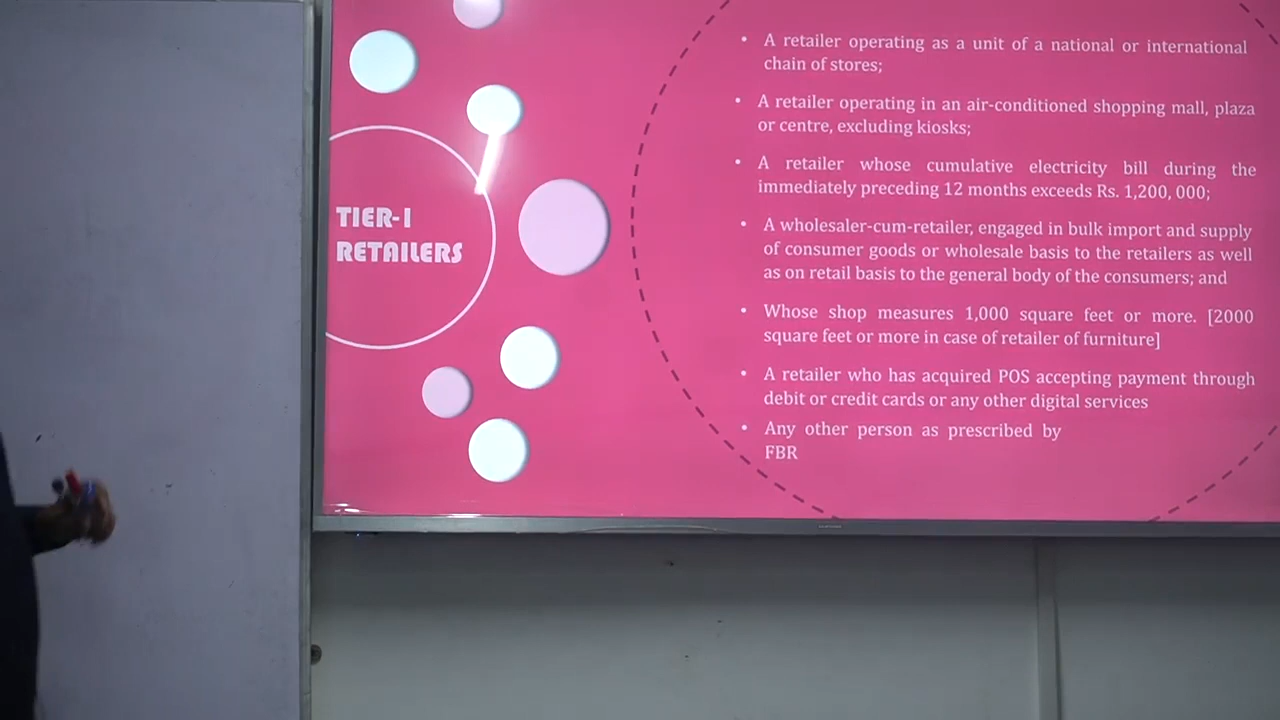 TIER-I
RETAILERS
• A retailer operating as a unit of a national or international
chain of stores;
• A retailer operating in an air-conditioned shopping mall, plaza
or centre, excluding kiosks;
• A retailer whose cumulative electricity bill during the
immediately preceding 12 months exceeds Rs. 1,200, 000;
• A wholesaler-cum-retailer, engaged in bulk import and supply
of consumer goods or wholesale basis to the retailers as well
as on retail basis to the general body of the consumers; and
• Whose shop measures 1,000 square feet or more. [2000
square feet or more in case of retailer of furniture]
• A retailer who has acquired POS accepting payment through
debit or credit cards or any other digital services
• Any other person as prescribed by
FBR